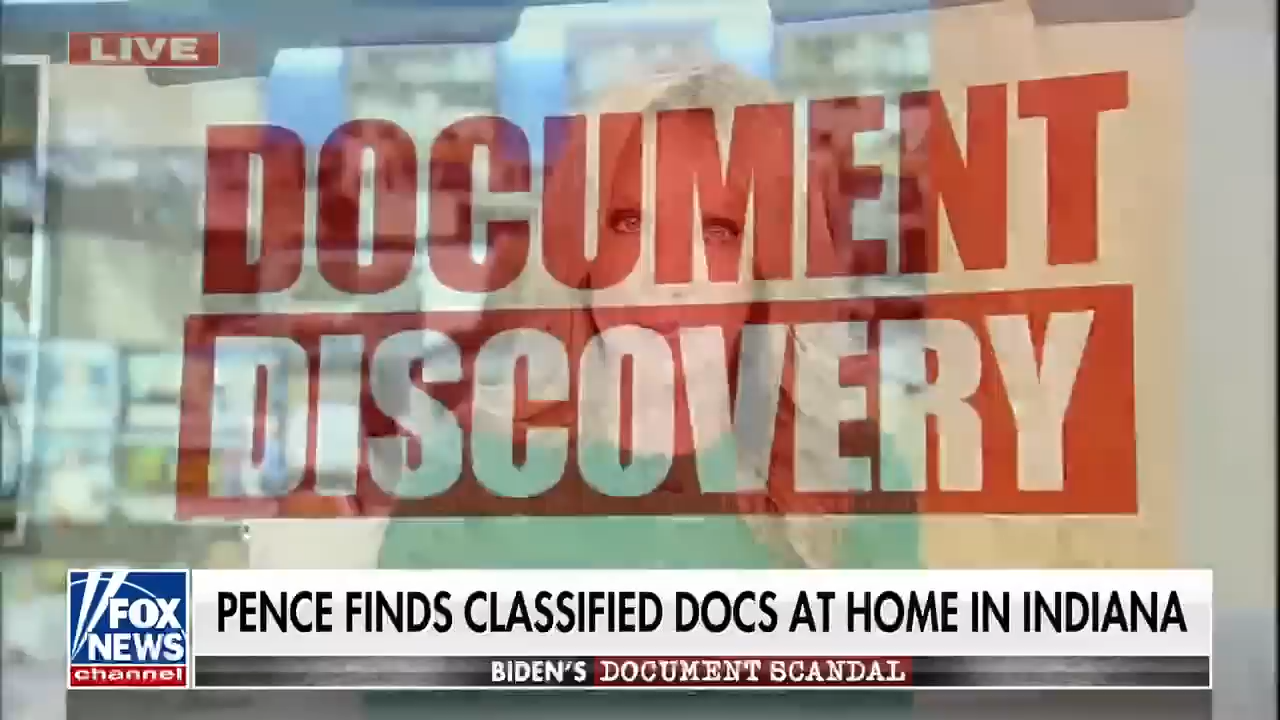 LIVE
DOCUMENT
DISCOVERY
FOX
NEWS
channel
PENCE FINDS CLASSIFIED DOCS AT HOME IN INDIANA
BIDEN'S DOCUMENT SCANDAL